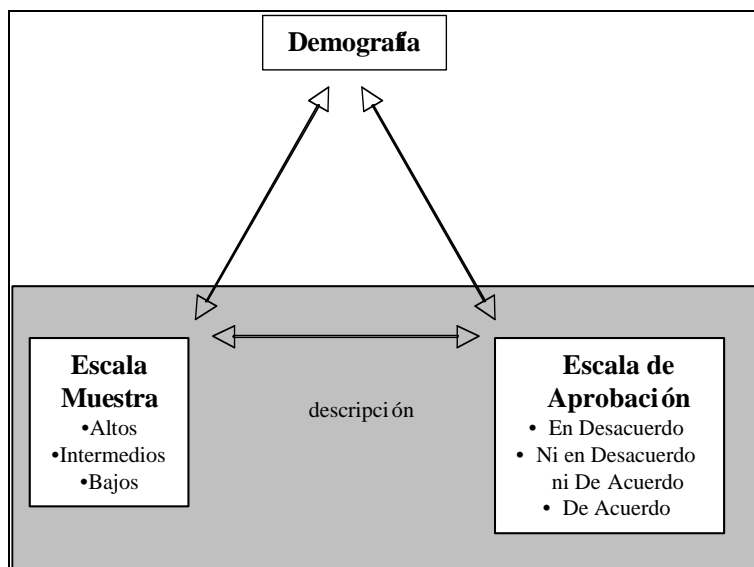 Demografía
Escala
Muestra
•Altos
•Intermedios
•Bajos
descripción
Escala de
Aprobación
• En Desacuerdo
• Ni en Desacuerdo
ni De Acuerdo
• De Acuerdo